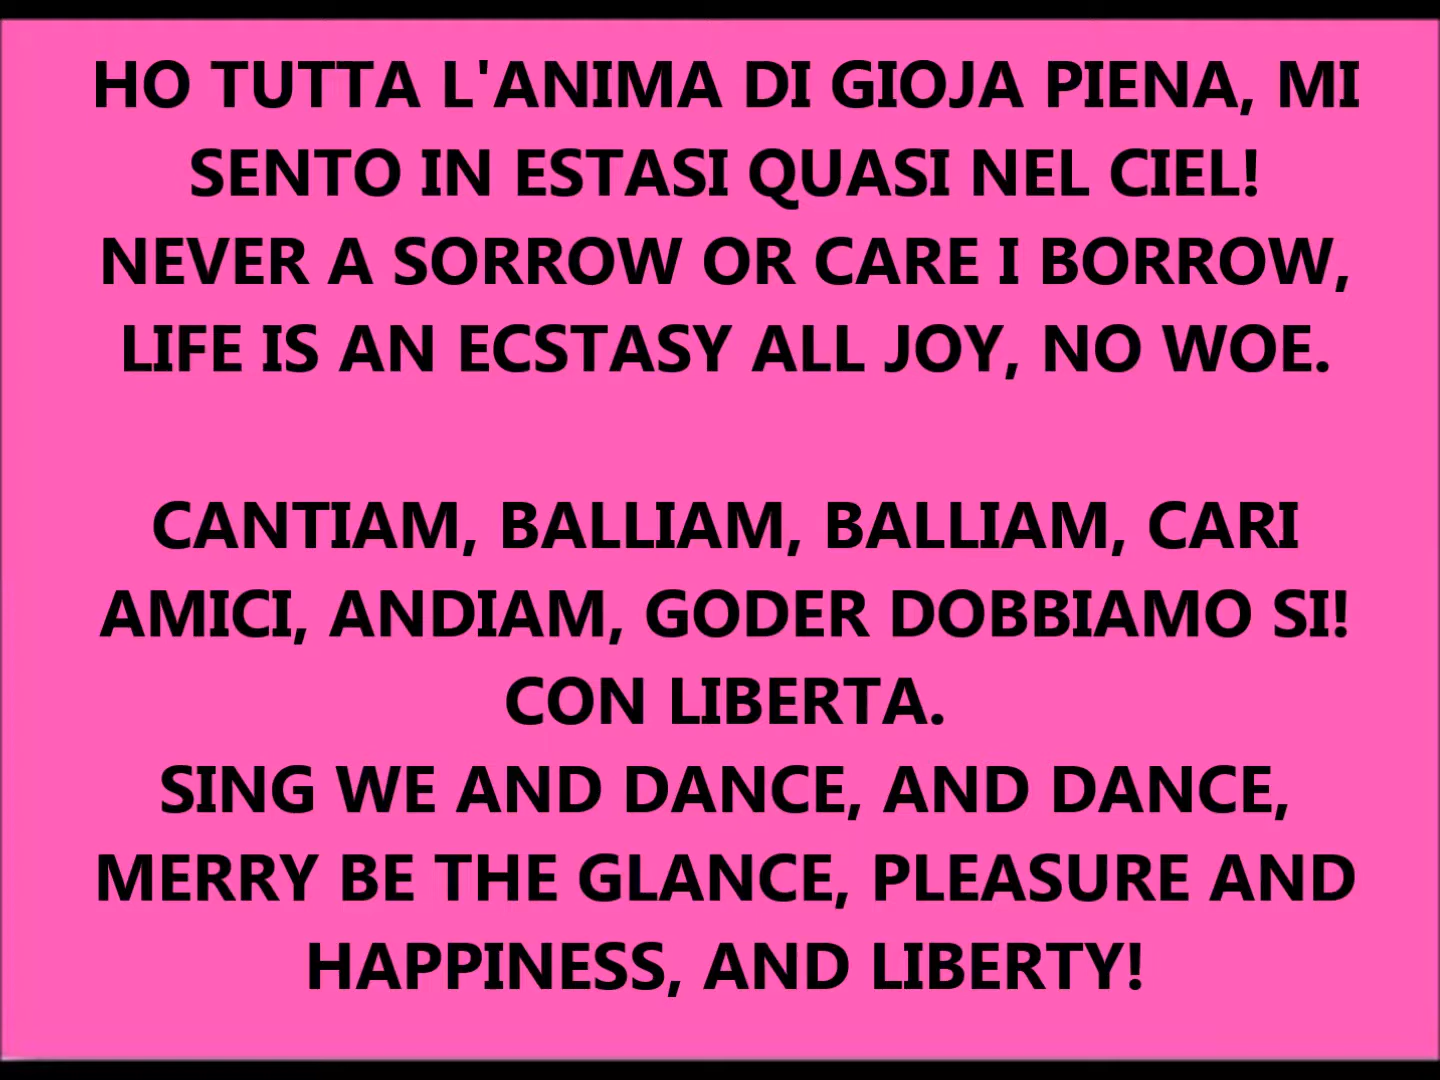 HO TUTTA L'ANIMA DI GIOJA PIENA, MI
SENTO IN ESTASI QUASI NEL CIEL!
NEVER A SORROW OR CARE I BORROW,
LIFE IS AN ECSTASY ALL JOY, NO WOE.
CANTIAM, BALLIAM, BALLIAM, CARI
AMICI, ANDIAM, GODER DOBBIAMO SI!
CON LIBERTA.
SING WE AND DANCE, AND DANCE,
MERRY BE THE GLANCE, PLEASURE AND
HAPPINESS, AND LIBERTY!